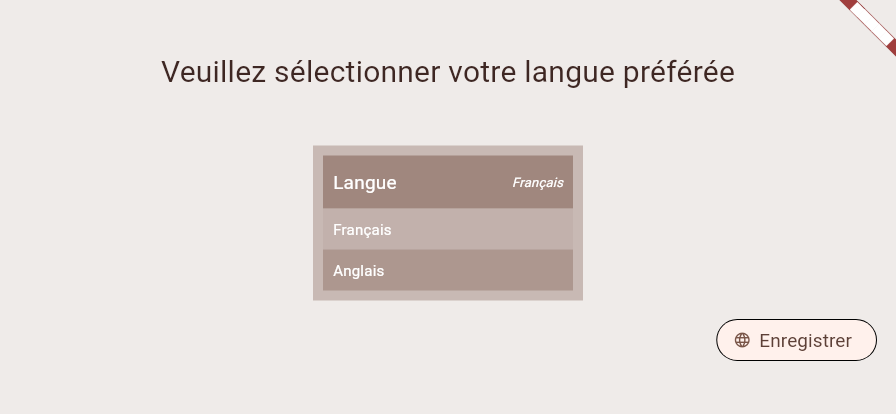 Veuillez sélectionner votre langue préférée
Langue Français
Français
Anglais
Enregistrer